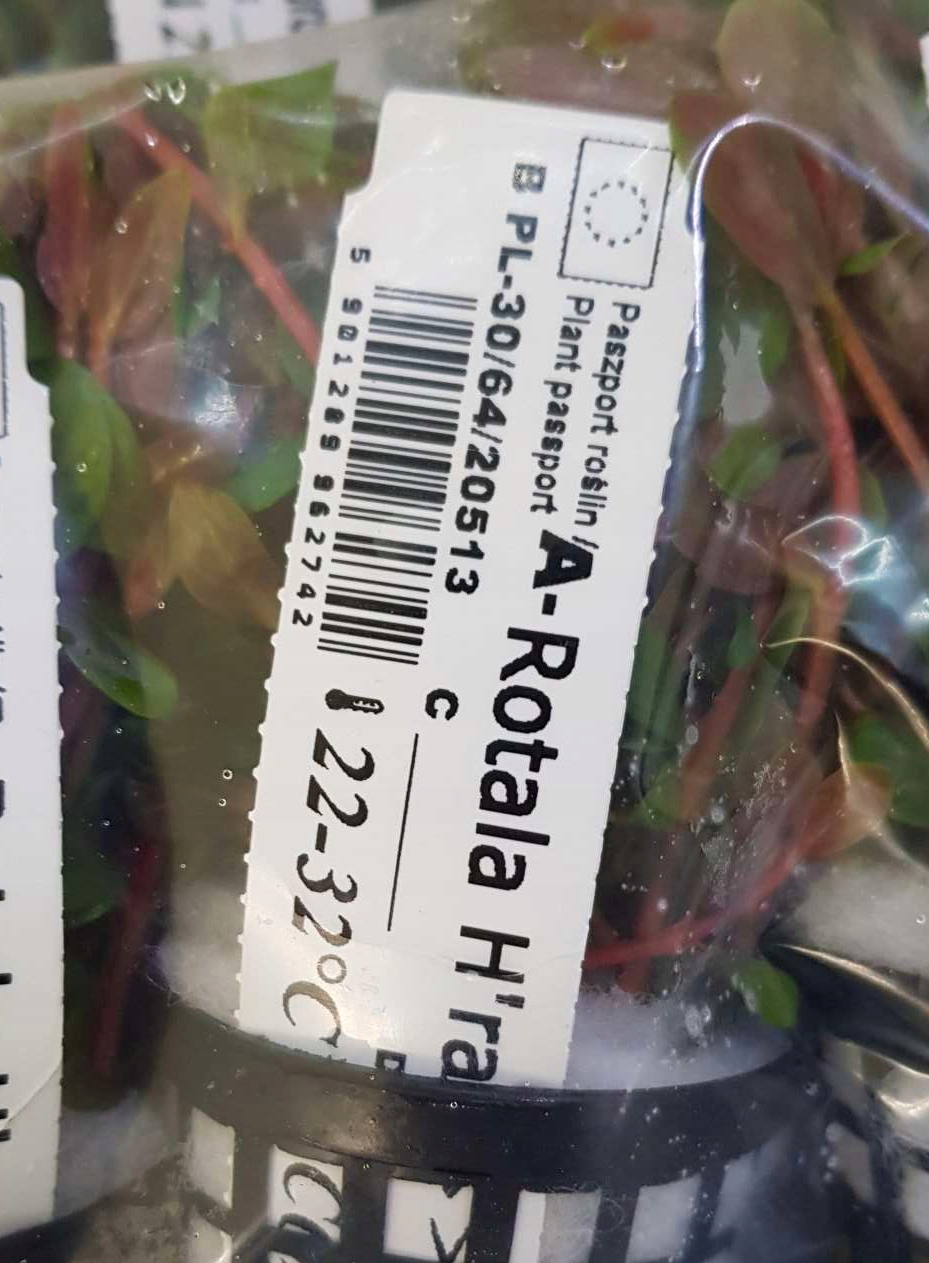 Paszport roślin/
Plant passport
A-Rotala H'ra
B PL-30/64/20513
C
D
5 901289 962742
22-32°C